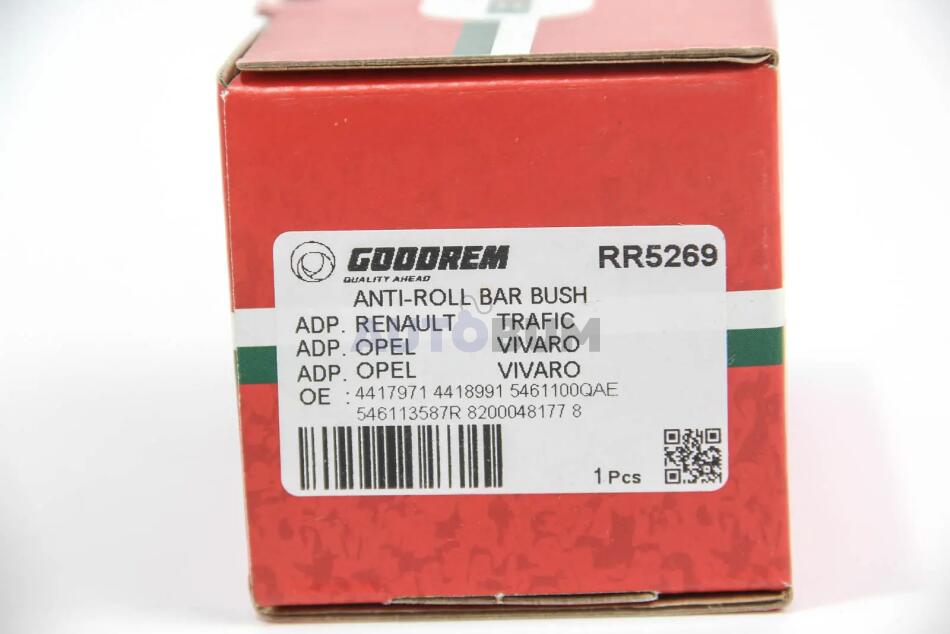 GOODREM RR5269
QUALITY AHEAD
ANTI-ROLL BAR BUSH
ADP. RENAULT TRAFIC
ADP. OPEL VIVARO
ADP. OPEL VIVARO
OE : 4417971 4418991 5461100QAE
546113587R 8200048177 8
1 Pcs